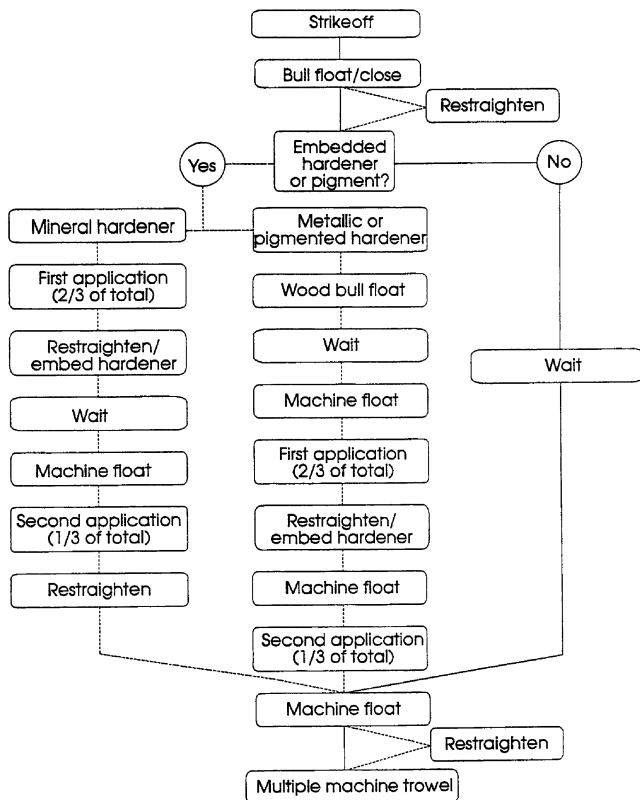 Strikeoff
Bull float/close
Restraighten
Embedded
hardener
or pigment?
Yes
No
Mineral hardener
First application
(2/3 of total)
Restraighten/
embed hardener
Wait
Machine float
Second application
(1/3 of total)
Restraighten
Metallic or
pigmented hardener
Wood bull float
Wait
Machine float
First application
(2/3 of total)
Restraighten/
embed hardener
Machine float
Second application
(1/3 of total)
Wait
Machine float
Restraighten
Multiple machine trowel